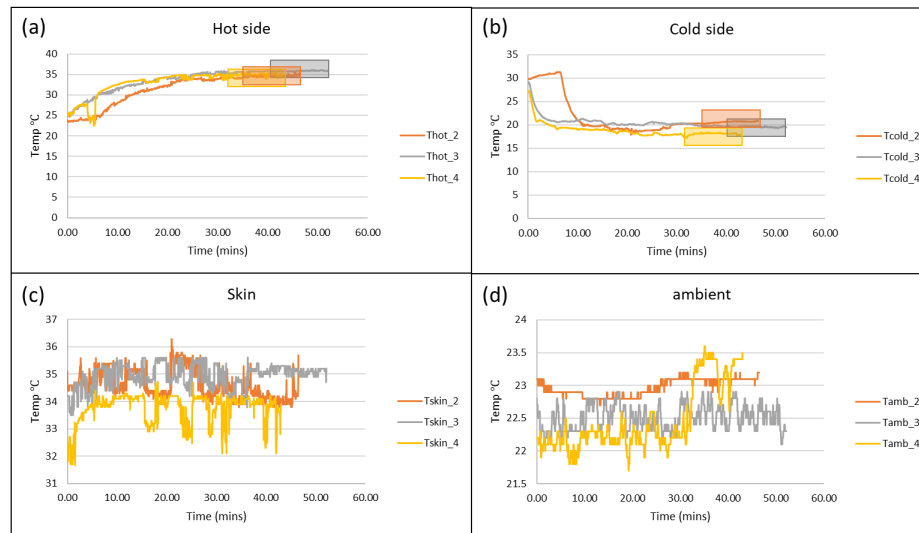 (a) Hot side
Temp °C
40
35
30
25
20
15
10
5
0
0.00 10.00 20.00 30.00 40.00 50.00 60.00
Time (mins)
Thot_2
Thot_3
Thot_4
(b) Cold side
Temp °C
35
30
25
20
15
10
5
0
0.00 10.00 20.00 30.00 40.00 50.00 60.00
Time (mins)
Tcold_2
Tcold_3
Tcold_4
(c) Skin
Temp °C
37
36
35
34
33
32
31
0.00 10.00 20.00 30.00 40.00 50.00 60.00
Time (mins)
Tskin_2
Tskin_3
Tskin_4
(d) ambient
Temp °C
24
23.5
23
22.5
22
21.5
0.00 10.00 20.00 30.00 40.00 50.00 60.00
Time (mins)
Tamb_2
Tamb_3
Tamb_4